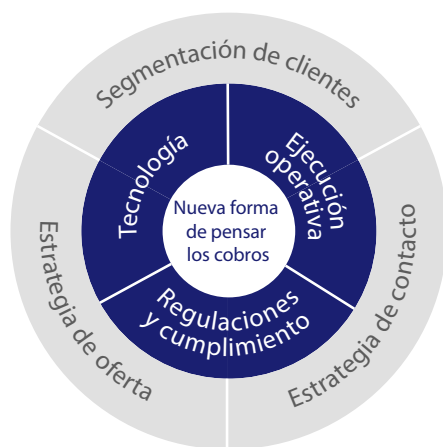 Segmentación de clientes
Tecnología
Ejecución
operativa
Nueva forma
de pensar
los cobros
Regulaciones
y cumplimiento
Estrategia de oferta
Estrategia de contacto